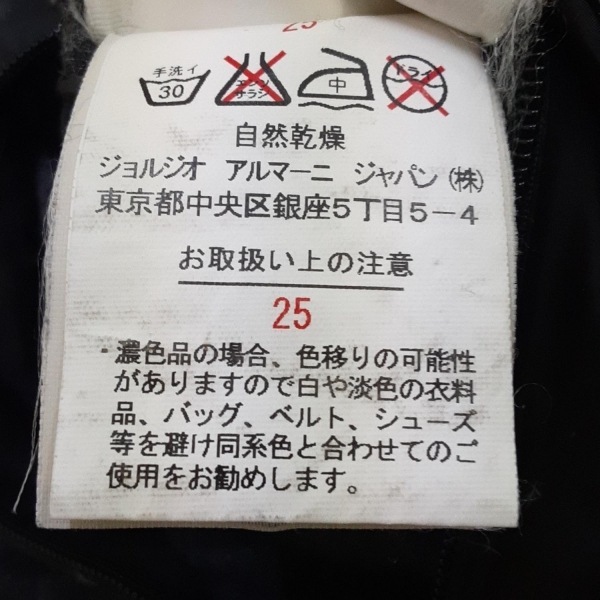 25
手洗イ
30
エンソ
サラシ
中
ドライ
自然乾燥
ジョルジオ アルマーニ ジャパン(株)
東京都中央区銀座5丁目5-4
お取扱い上の注意
25
・濃色品の場合、色移りの可能性
がありますので白や淡色の衣料
品、バッグ、ベルト、シューズ
等を避け同系色と合わせてのご
使用をお勧めします。